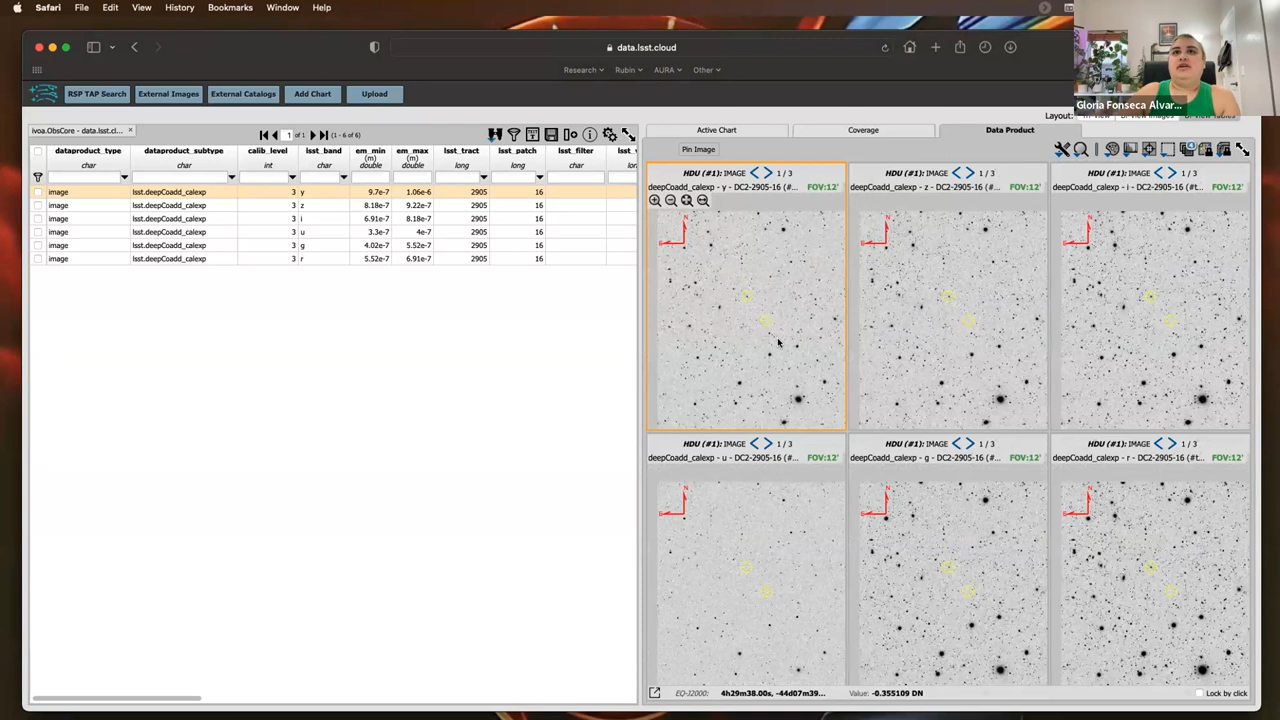 Safari File Edit View History Bookmarks Window Help
data.lsst.cloud
Research Rubin AURA Other
Gloria Fonseca Alvar...
RSP TAP Search External Images External Catalogs Add Chart Upload
Layout:
ivoa.ObsCore - data.lsst.cl... × 1 of 1 (1 - 6 of 6)
Active Chart Coverage Data Product
Pin Image
dataproduct_type dataproduct_subtype calib_level lsst_band em_min em_max lsst_tract lsst_patch lsst_filter
(m) (m)
char char int char double double long long char
image lsst.deepCoadd_calexp 3 y 9.7e-7 1.06e-6 2905 16
image lsst.deepCoadd_calexp 3 z 8.18e-7 9.22e-7 2905 16
image lsst.deepCoadd_calexp 3 i 6.91e-7 8.18e-7 2905 16
image lsst.deepCoadd_calexp 3 u 3.3e-7 4e-7 2905 16
image lsst.deepCoadd_calexp 3 g 4.02e-7 5.52e-7 2905 16
image lsst.deepCoadd_calexp 3 r 5.52e-7 6.91e-7 2905 16
HDU (#1): IMAGE 1 / 3 HDU (#1): IMAGE 1 / 3 HDU (#1): IMAGE 1 / 3
deepCoadd_calexp - y - DC2-2905-16 (#... FOV:12' deepCoadd_calexp - z - DC2-2905-16 (#... FOV:12' deepCoadd_calexp - i - DC2-2905-16 (#t... FOV:12'
N N N
E E E
HDU (#1): IMAGE 1 / 3 HDU (#1): IMAGE 1 / 3 HDU (#1): IMAGE 1 / 3
deepCoadd_calexp - u - DC2-2905-16 (#... FOV:12' deepCoadd_calexp - g - DC2-2905-16 (#... FOV:12' deepCoadd_calexp - r - DC2-2905-16 (#t... FOV:12'
N N N
E E E
EQ-J2000: 4h29m38.00s, -44d07m39... Value: -0.355109 DN Lock by click